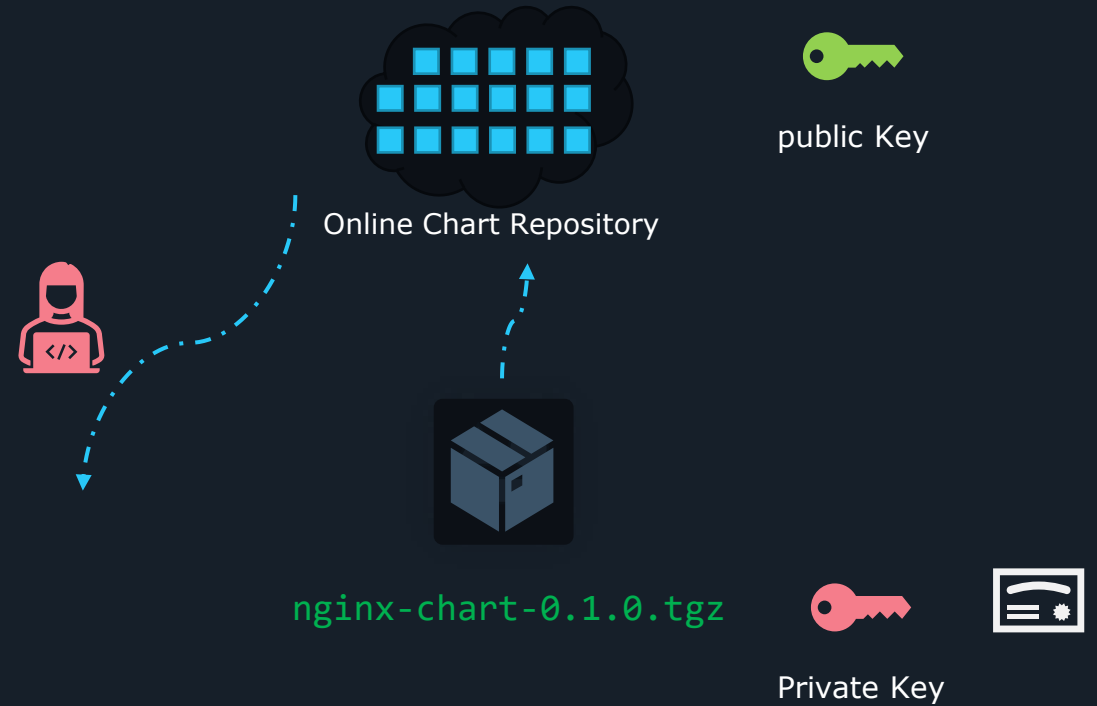 public Key
Online Chart Repository
</>
nginx-chart-0.1.0.tgz
Private Key